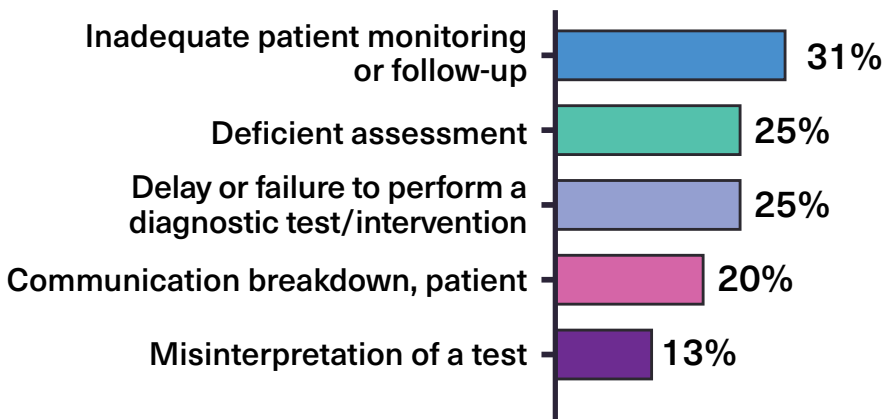 Inadequate patient monitoring
or follow-up
31%
Deficient assessment
25%
Delay or failure to perform a
diagnostic test/intervention
25%
Communication breakdown, patient
20%
Misinterpretation of a test
13%